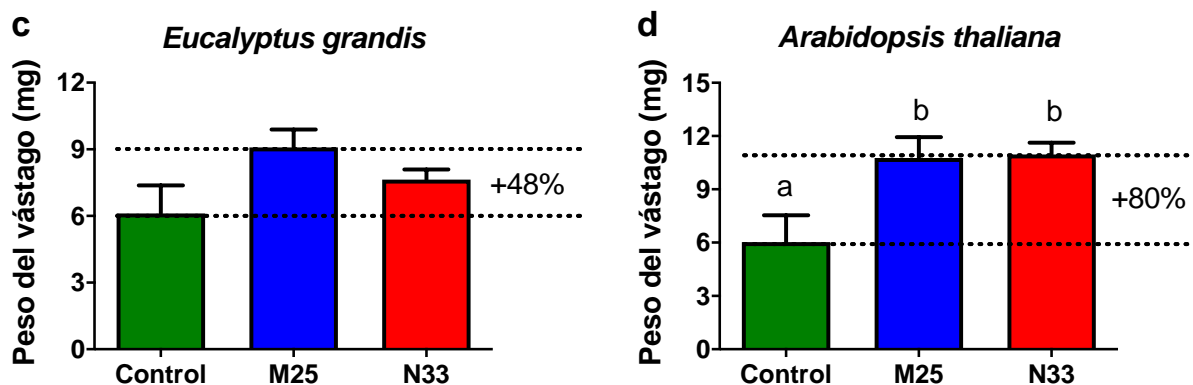 c
Eucalyptus grandis
Peso del vástago (mg)
12
9
6
3
0
+48%
Control M25 N33
d
Arabidopsis thaliana
Peso del vástago (mg)
15
12
9
6
3
0
a
b
b
+80%
Control M25 N33